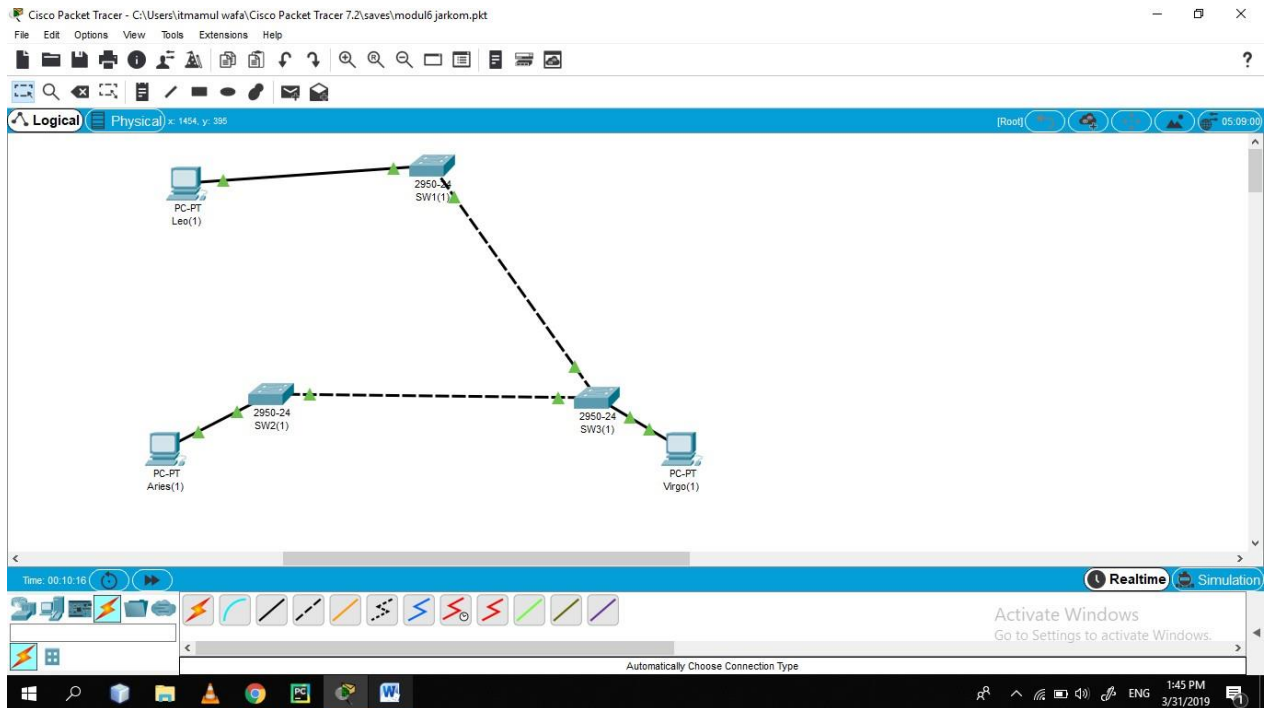 Cisco Packet Tracer - C:\Users\itmamul wafa\Cisco Packet Tracer 7.2\saves\modul6 jarkom.pkt
File Edit Options View Tools Extensions Help
?
Logical Physical x: 1454, y: 395 [Root] 05:09:00
2950-24
SW1(1)
PC-PT
Leo(1)
2950-24
SW2(1)
2950-24
SW3(1)
PC-PT
Aries(1)
PC-PT
Virgo(1)
Time: 00:10:16 Realtime Simulation
Activate Windows
Go to Settings to activate Windows.
Automatically Choose Connection Type
PC W ENG 1:45 PM
3/31/2019
1